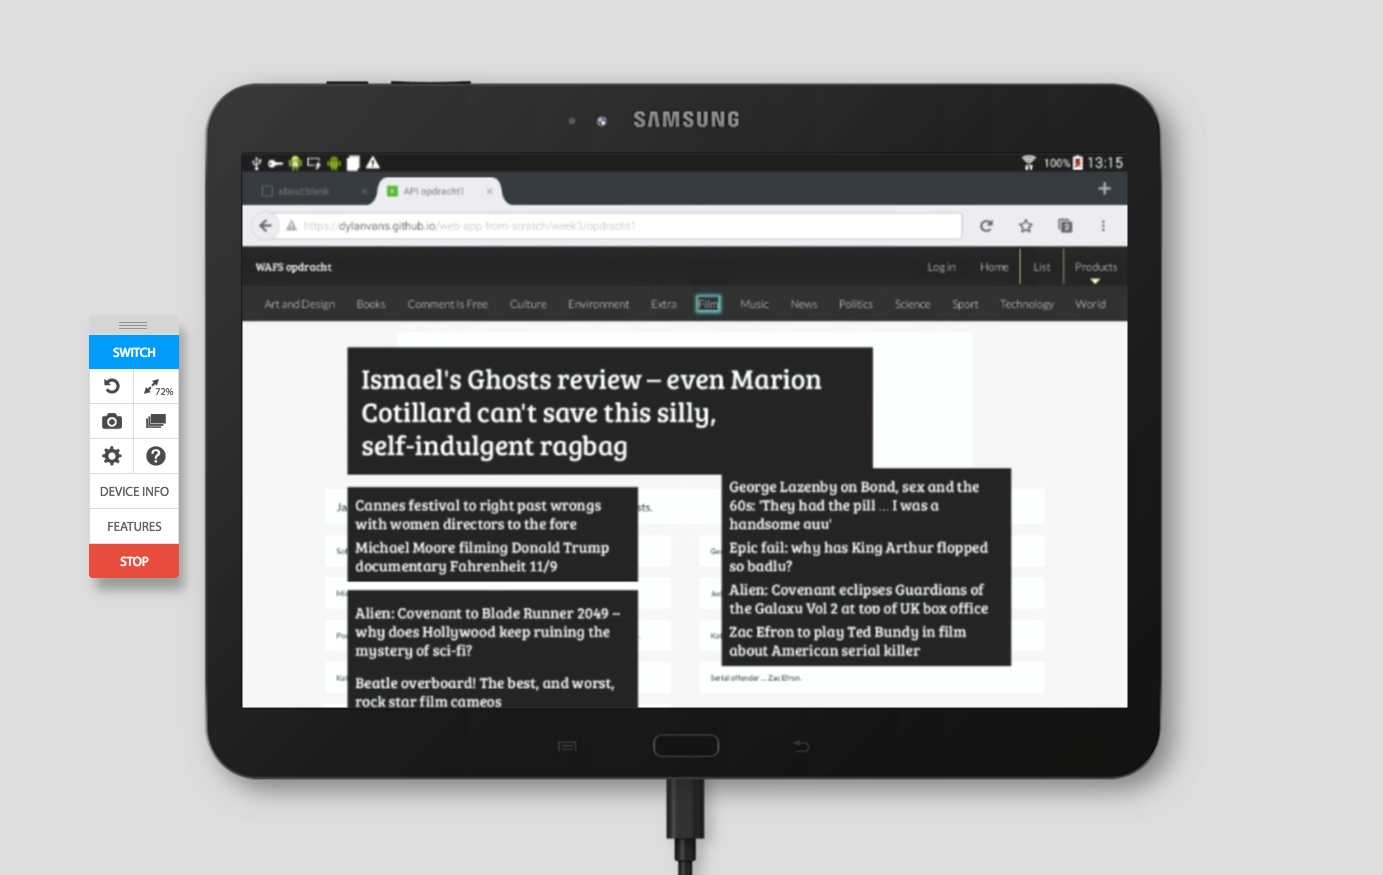 SAMSUNG
100% 13:15
about:blank
API opdracht1
https://dylanvans.github.io/web-app-from-scratch/week3/opdracht1
WAFS opdracht
Log in Home List Products
Art and Design Books Comment Is Free Culture Environment Extra Film Music News Politics Science Sport Technology World
SWITCH
72%
DEVICE INFO
FEATURES
STOP
Ismael's Ghosts review – even Marion
Cotillard can't save this silly,
self-indulgent ragbag
sts.
Cannes festival to right past wrongs
with women directors to the fore
Michael Moore filming Donald Trump
documentary Fahrenheit 11/9
Alien: Covenant to Blade Runner 2049 –
why does Hollywood keep ruining the
mystery of sci-fi?
Beatle overboard! The best, and worst,
rock star film cameos
George Lazenby on Bond, sex and the
60s: 'They had the pill ... I was a
handsome guy'
Epic fail: why has King Arthur flopped
so badly?
Alien: Covenant eclipses Guardians of
the Galaxy Vol 2 at top of UK box office
Zac Efron to play Ted Bundy in film
about American serial killer
Serial offender ... Zac Efron.